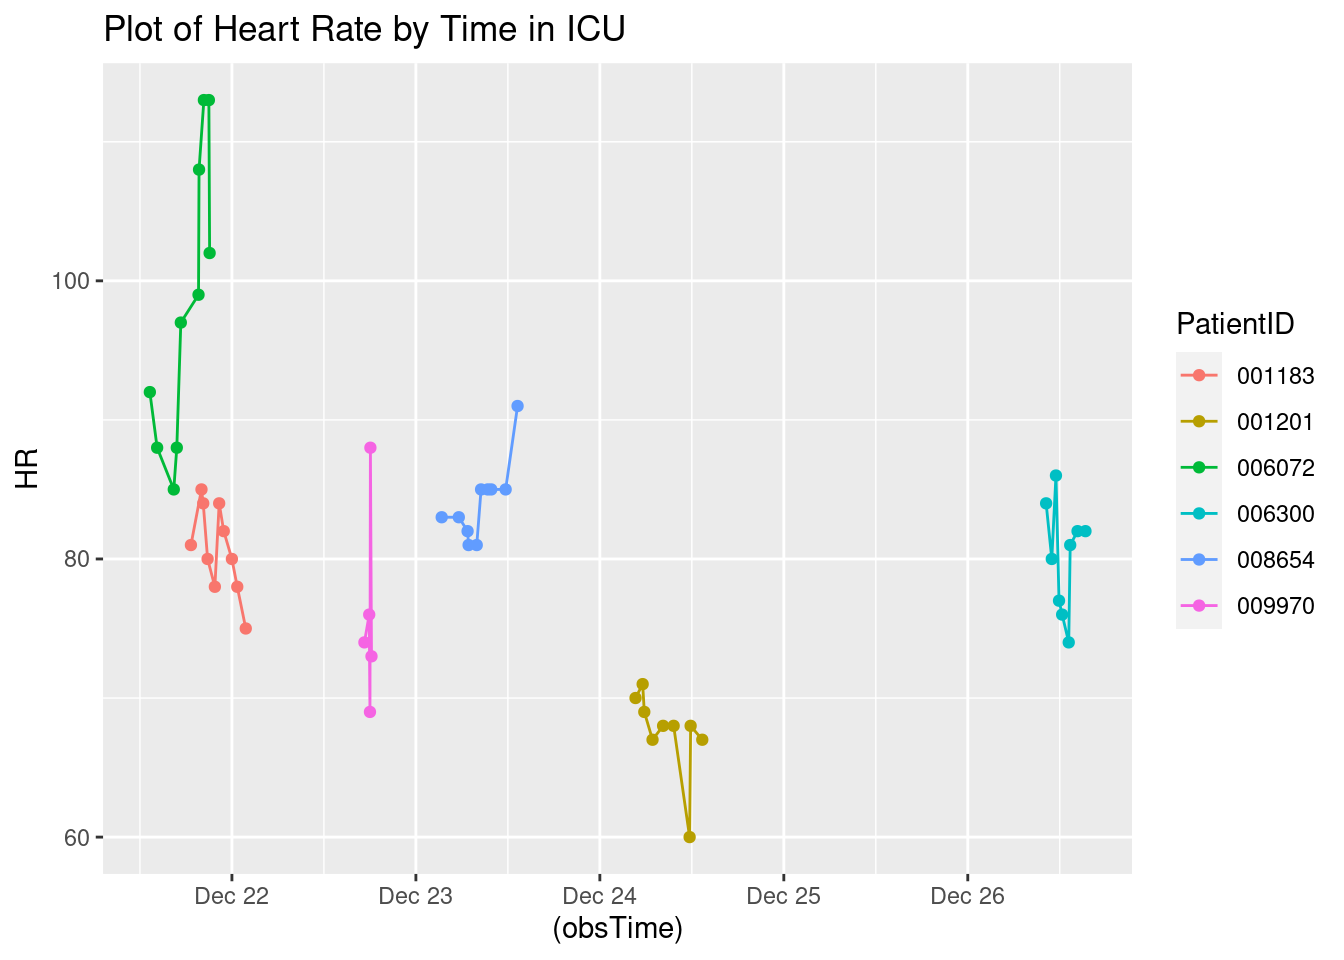 Plot of Heart Rate by Time in ICU
HR
100
80
60
Dec 22
Dec 23
Dec 24
Dec 25
Dec 26
(obsTime)
PatientID
001183
001201
006072
006300
008654
009970